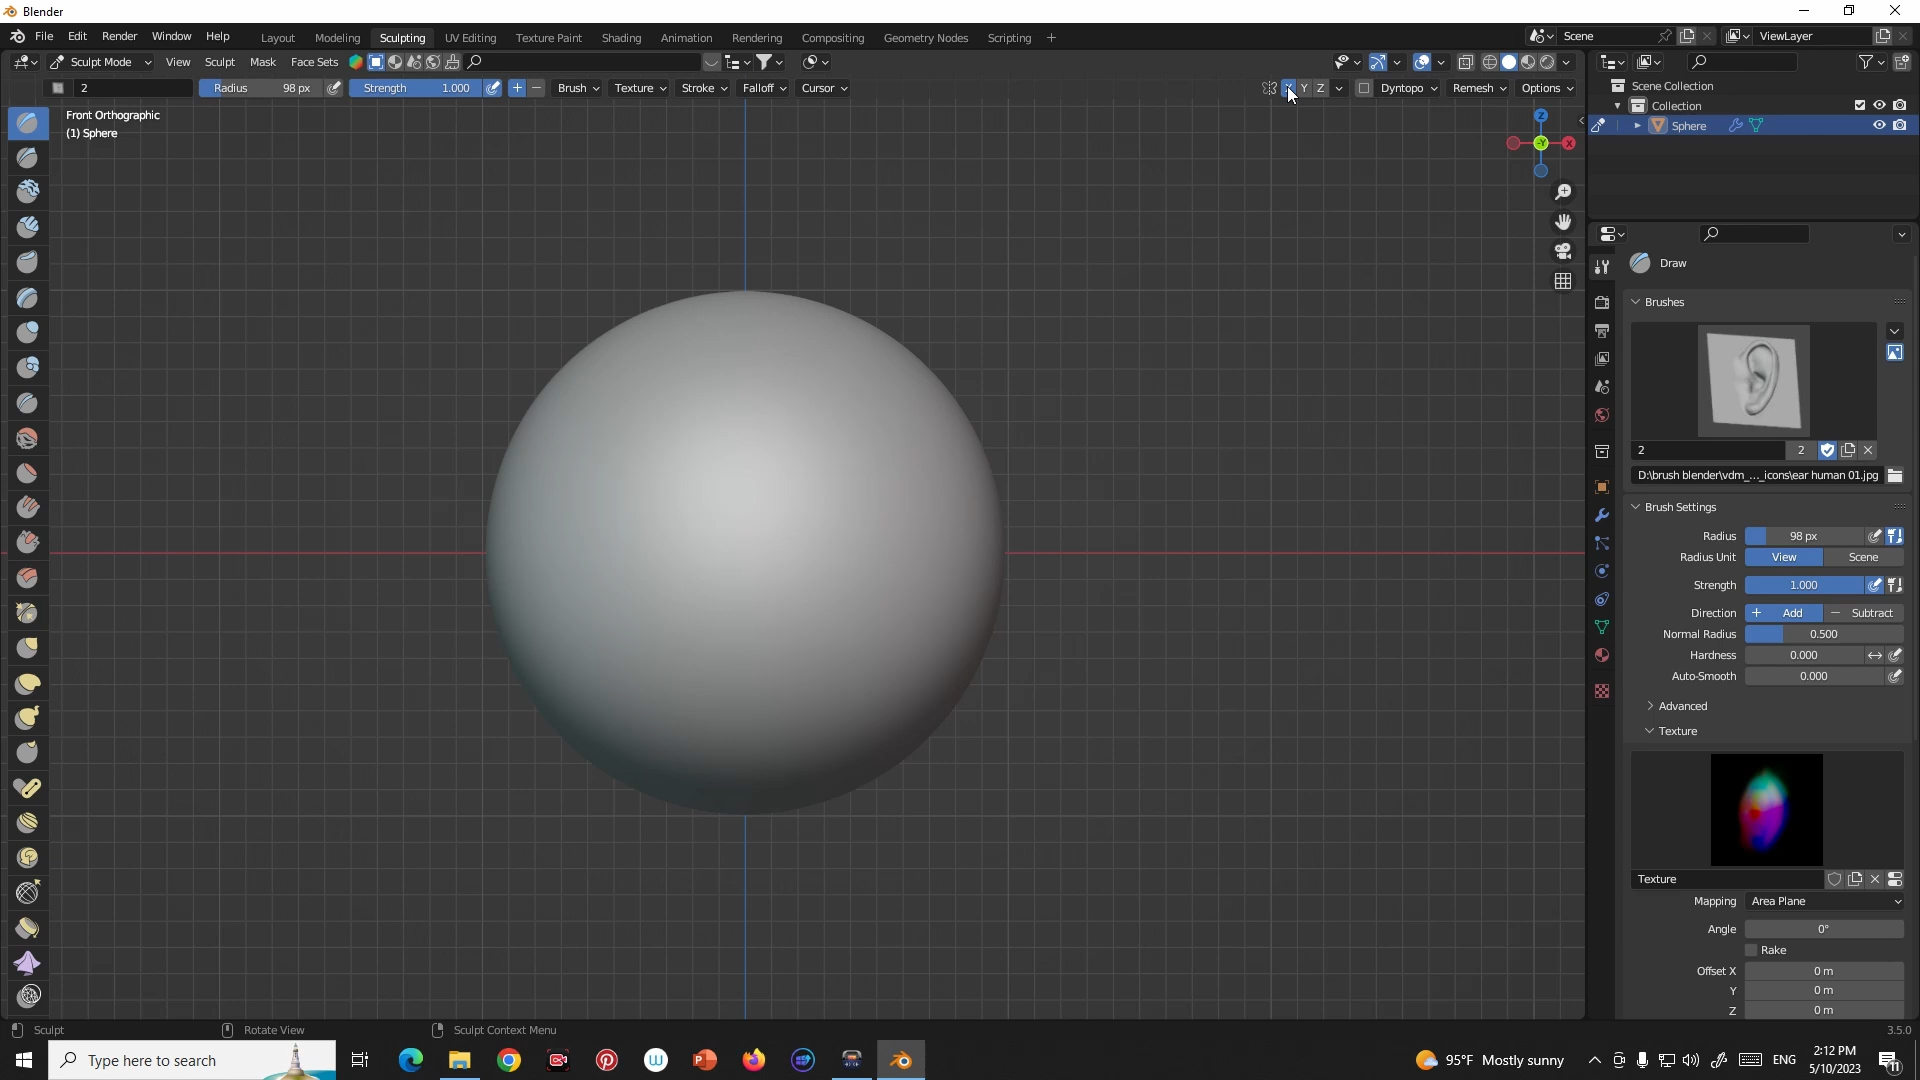 Blender
File Edit Render Window Help Layout Modeling Sculpting UV Editing Texture Paint Shading Animation Rendering Compositing Geometry Nodes Scripting + Scene ViewLayer
Sculpt Mode View Sculpt Mask Face Sets
2 Radius 98 px Strength 1.000 + − Brush Texture Stroke Falloff Cursor Y Z Dyntopo Remesh Options
Front Orthographic
(1) Sphere
Z
-Y
X
Scene Collection
Collection
Sphere
Draw
Brushes
2 2
D:\brush blender\vdm_..._icons\ear human 01.jpg
Brush Settings
Radius 98 px
Radius Unit View Scene
Strength 1.000
Direction + Add − Subtract
Normal Radius 0.500
Hardness 0.000
Auto-Smooth 0.000
Advanced
Texture
Texture
Mapping Area Plane
Angle 0°
Rake
Offset X 0 m
Y 0 m
Z 0 m
Sculpt Rotate View Sculpt Context Menu 3.5.0
Type here to search 95°F Mostly sunny ENG 2:12 PM
5/10/2023 11